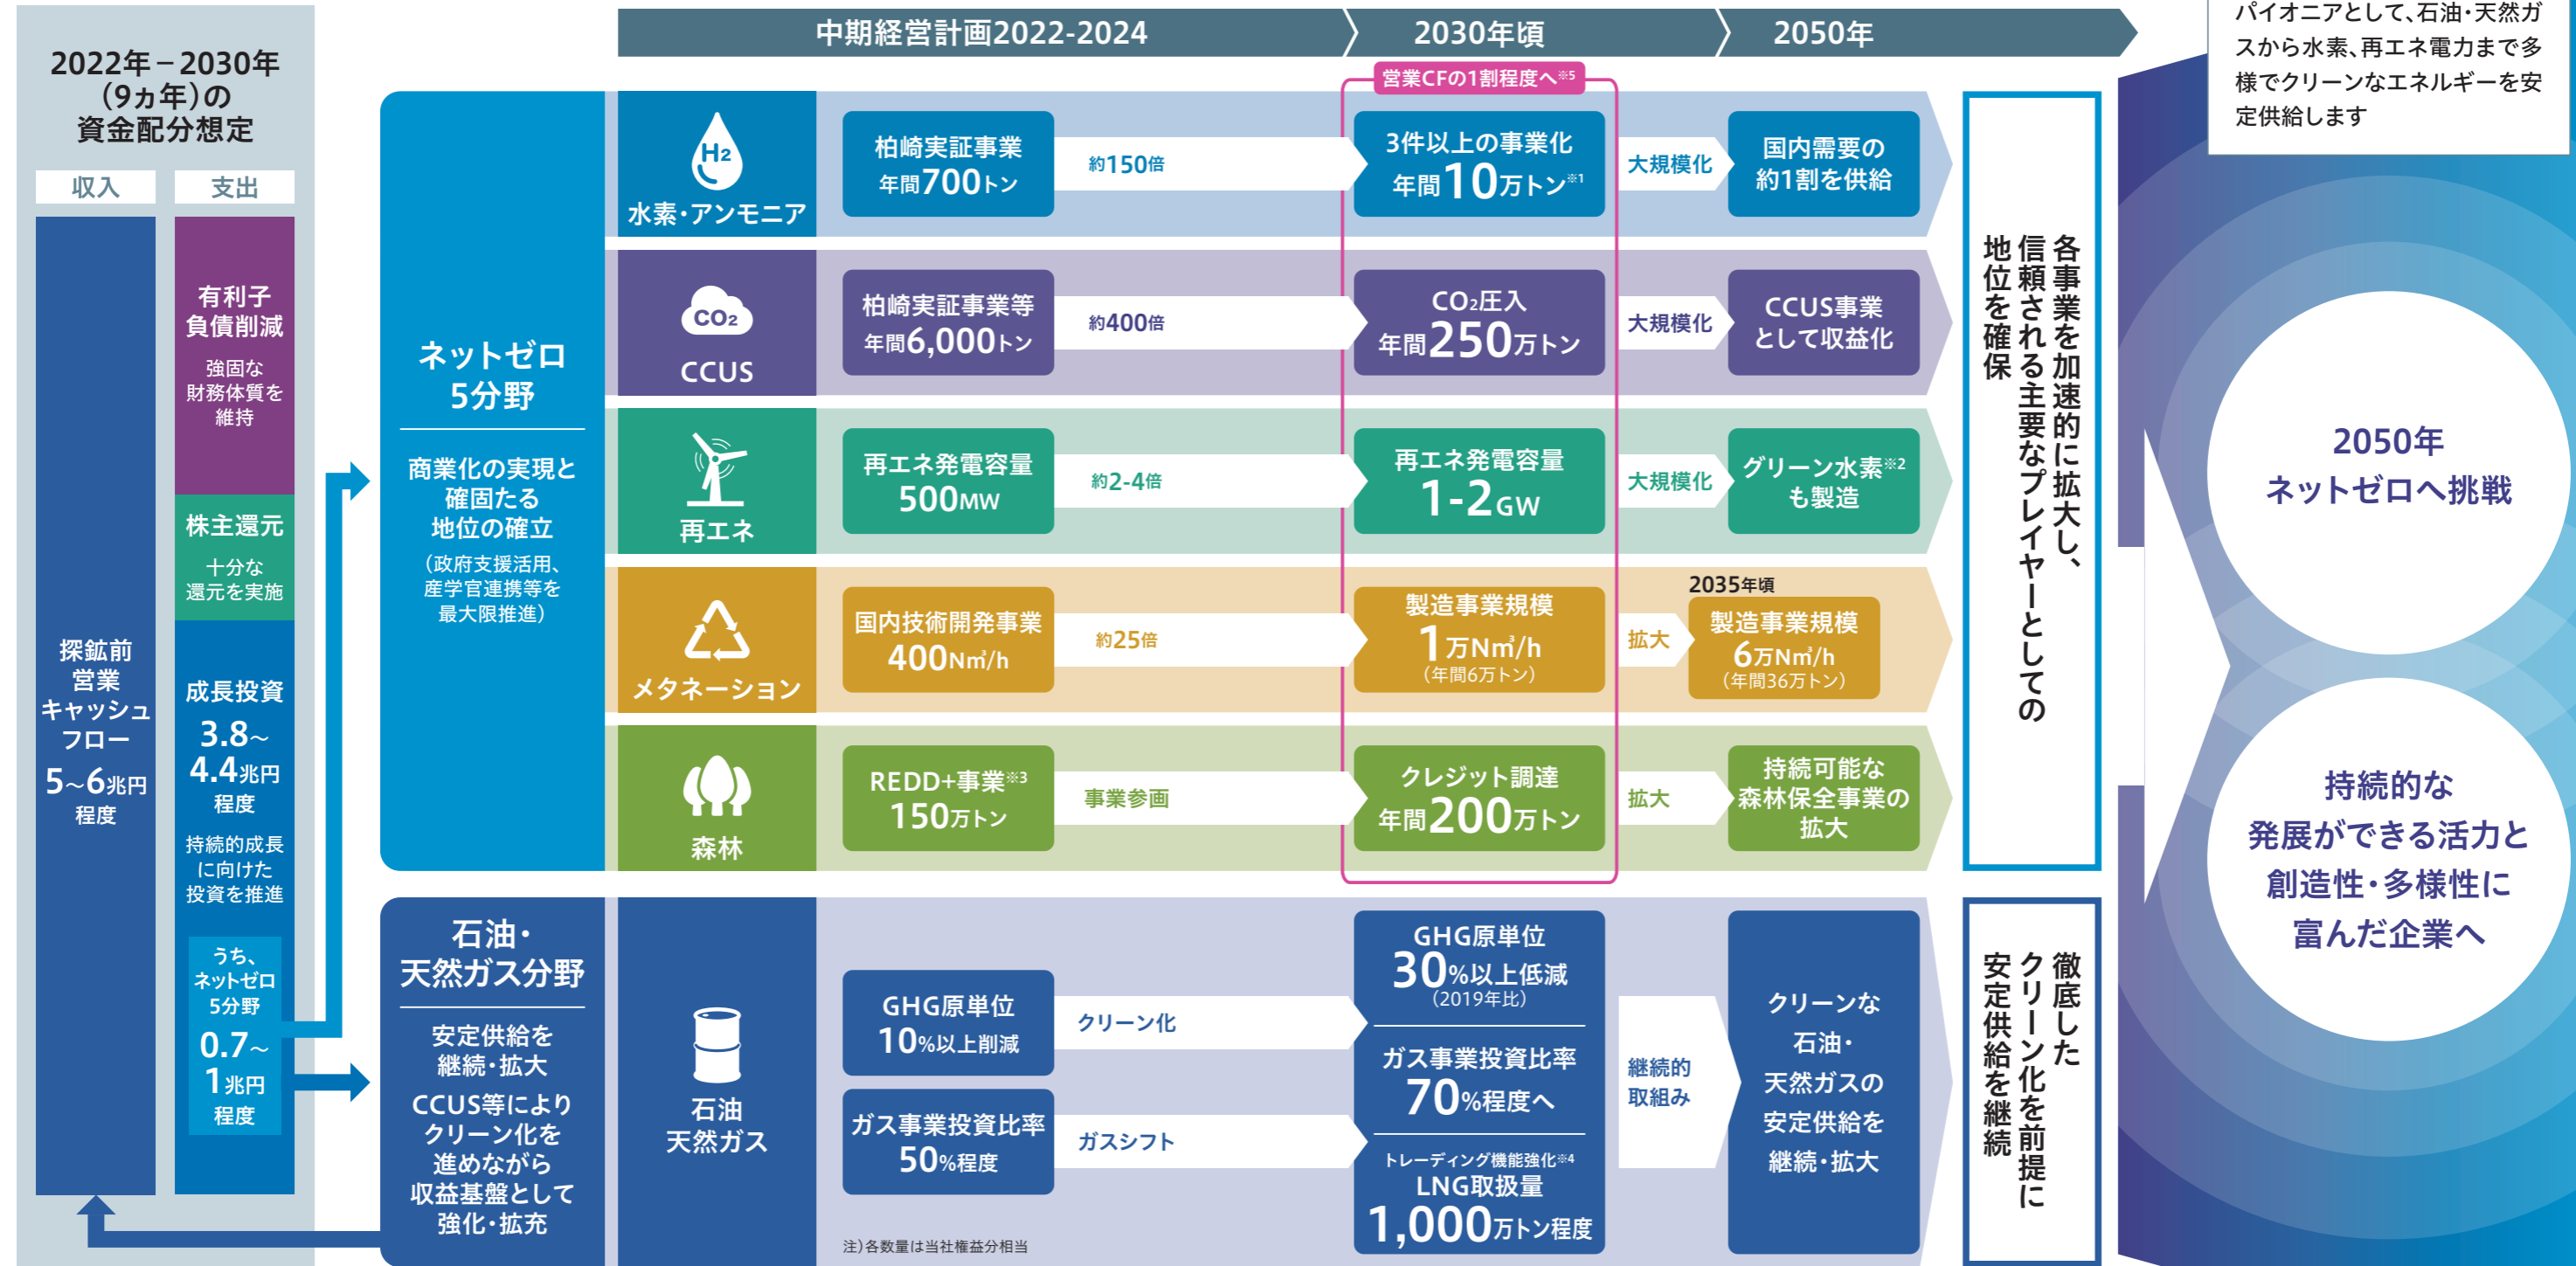 2022年－2030年
（9ヵ年）の
資金配分想定
収入
支出
探鉱前
営業
キャッシュ
フロー
5～6兆円
程度
有利子
負債削減
強固な
財務体質を
維持
株主還元
十分な
還元を実施
成長投資
3.8～
4.4兆円
程度
持続的成長
に向けた
投資を推進
うち、
ネットゼロ
5分野
0.7～
1兆円
程度
中期経営計画2022-2024
2030年頃
2050年
営業CFの1割程度へ※5
ネットゼロ
5分野
商業化の実現と
確固たる
地位の確立
（政府支援活用、
産学官連携等を
最大限推進）
H2
水素・アンモニア
柏崎実証事業
年間700トン
約150倍
3件以上の事業化
年間10万トン※1
大規模化
国内需要の
約1割を供給
CO2
CCUS
柏崎実証事業等
年間6,000トン
約400倍
CO2圧入
年間250万トン
大規模化
CCUS事業
として収益化
再エネ
再エネ発電容量
500MW
約2-4倍
再エネ発電容量
1-2GW
大規模化
グリーン水素※2
も製造
メタネーション
国内技術開発事業
400N㎥/h
約25倍
製造事業規模
1万N㎥/h
（年間6万トン）
拡大
2035年頃
製造事業規模
6万N㎥/h
（年間36万トン）
森林
REDD+事業※3
150万トン
事業参画
クレジット調達
年間200万トン
拡大
持続可能な
森林保全事業の
拡大
各事業を加速的に拡大し、
信頼される主要なプレイヤーとしての
地位を確保
石油・
天然ガス分野
安定供給を
継続・拡大
CCUS等により
クリーン化を
進めながら
収益基盤として
強化・拡充
石油
天然ガス
GHG原単位
10%以上削減
クリーン化
ガス事業投資比率
50%程度
ガスシフト
注）各数量は当社権益分相当
GHG原単位
30%以上低減
（2019年比）
ガス事業投資比率
70%程度へ
トレーディング機能強化※4
LNG取扱量
1,000万トン程度
継続的
取組み
クリーンな
石油・
天然ガスの
安定供給を
継続・拡大
徹底した
クリーン化を前提に
安定供給を継続
パイオニアとして、石油・天然ガ
スから水素、再エネ電力まで多
様でクリーンなエネルギーを安
定供給します
2050年
ネットゼロへ挑戦
持続的な
発展ができる活力と
創造性・多様性に
富んだ企業へ